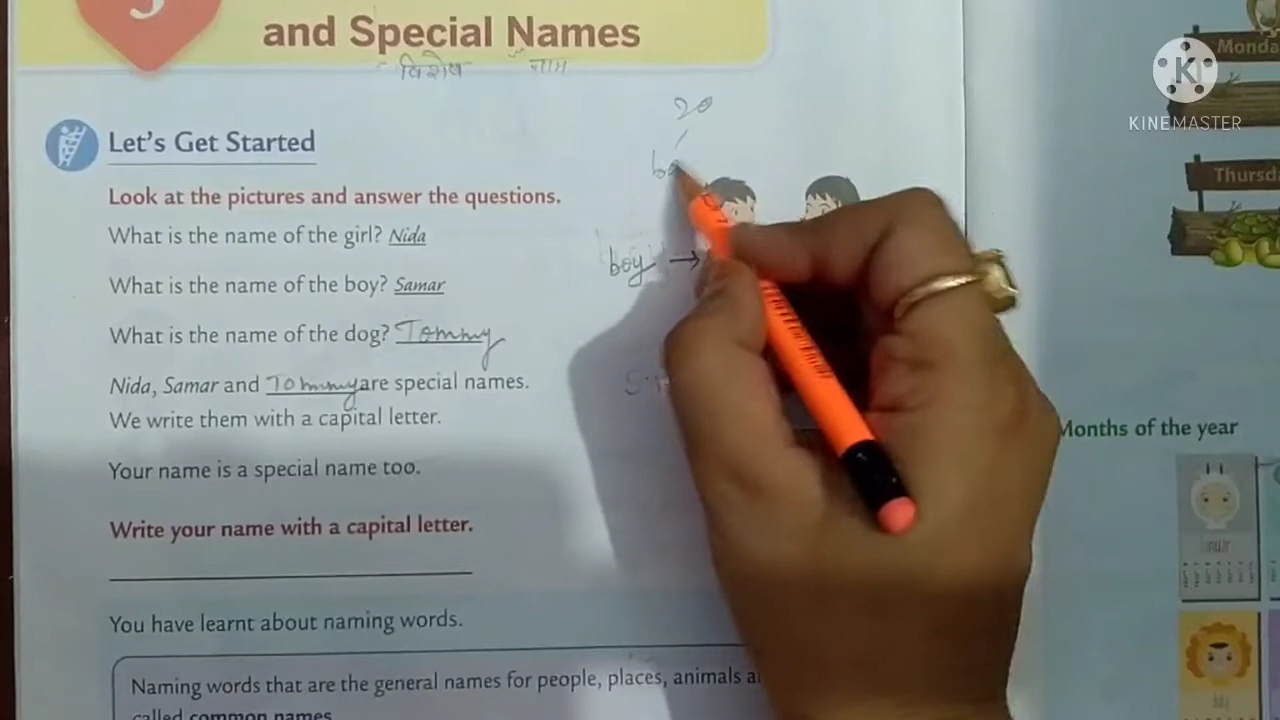 3
and Special Names
विशेष नाम
Let's Get Started
Look at the pictures and answer the questions.
What is the name of the girl? Nida
What is the name of the boy? Samar
What is the name of the dog? Tommy
Nida, Samar and Tommy are special names.
We write them with a capital letter.
Your name is a special name too.
Write your name with a capital letter.
You have learnt about naming words.
Naming words that are the general names for people, places, animals
called common names
20
bo
boy →
Monda
KINEMASTER
Thursd
Months of the year